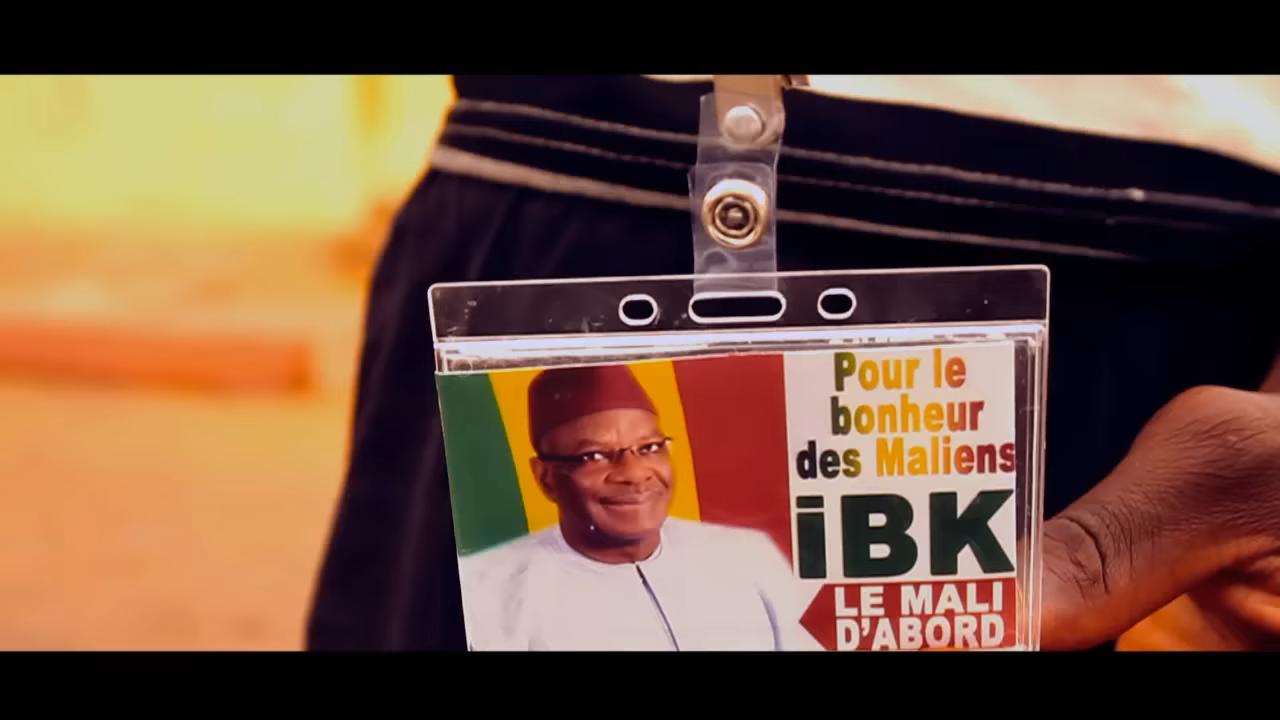 Pour le
bonheur
des Maliens
iBK
LE MALI
D'ABORD